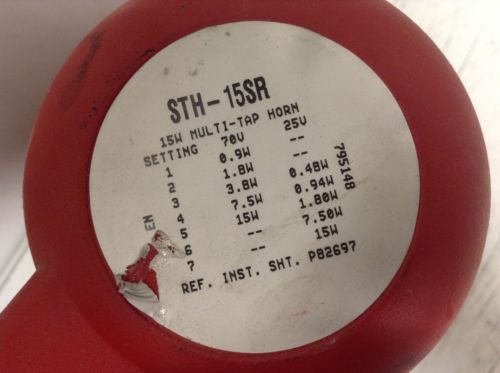 STH-15SR
15W MULTI-TAP HORN
SETTING 70V 25V
1 0.9W --
2 1.8W --
3 3.8W 0.48W
4 7.5W 0.94W
5 15W 1.80W
6 -- 7.50W
7 -- 15W
REF. INST. SHT. P82697
EN
795148